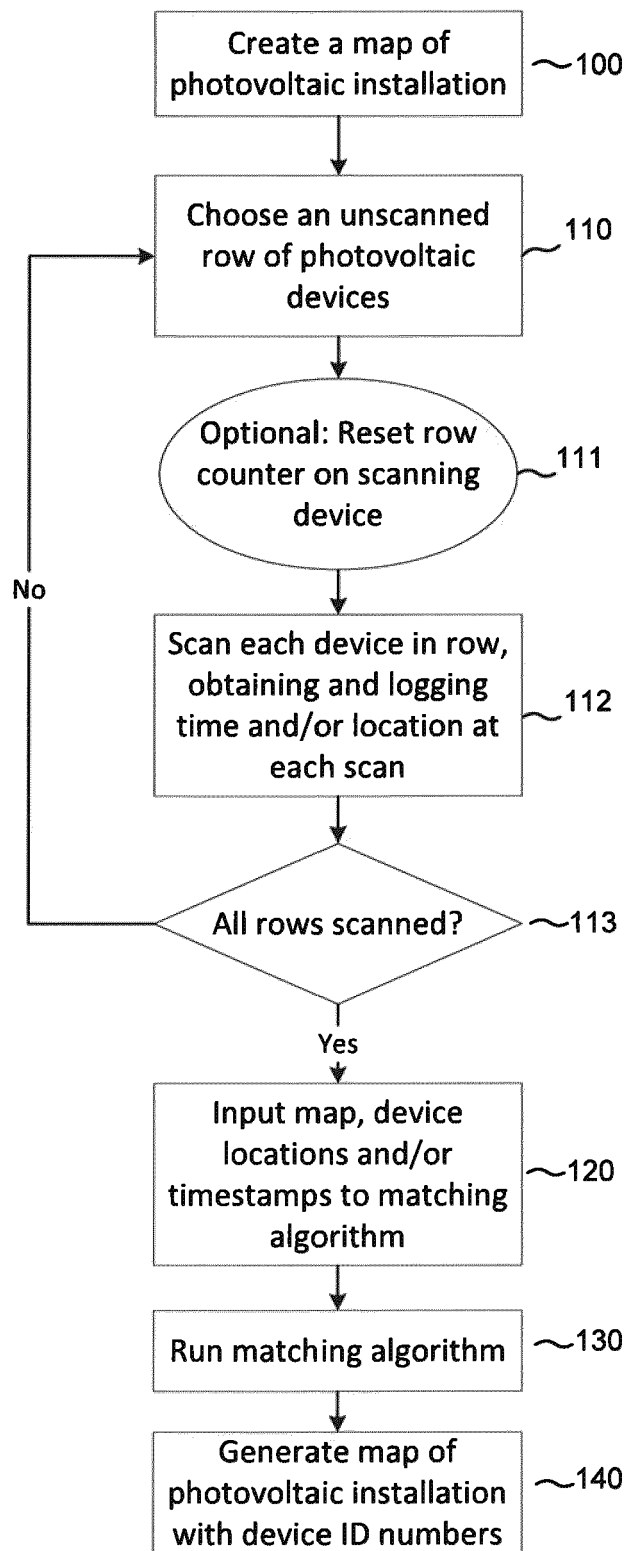 Create a map of
photovoltaic installation
100
Choose an unscanned
row of photovoltaic
devices
110
Optional: Reset row
counter on scanning
device
111
No
Scan each device in row,
obtaining and logging
time and/or location at
each scan
112
All rows scanned?
113
Yes
Input map, device
locations and/or
timestamps to matching
algorithm
120
Run matching algorithm
130
Generate map of
photovoltaic installation
with device ID numbers
140